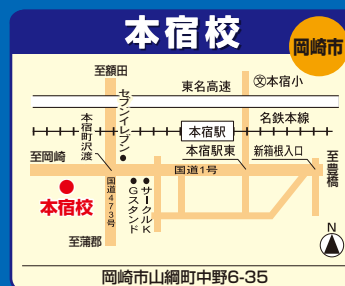 本宿校
岡崎市
至額田
東名高速
㊫本宿小
セブンイレブン
名鉄本線
本宿駅
本宿町沢渡
本宿駅東
新箱根入口
至岡崎
国道1号
至豊橋
国道473号
サークルK
Gスタンド
本宿校
至蒲郡
N
岡崎市山綱町中野6-35